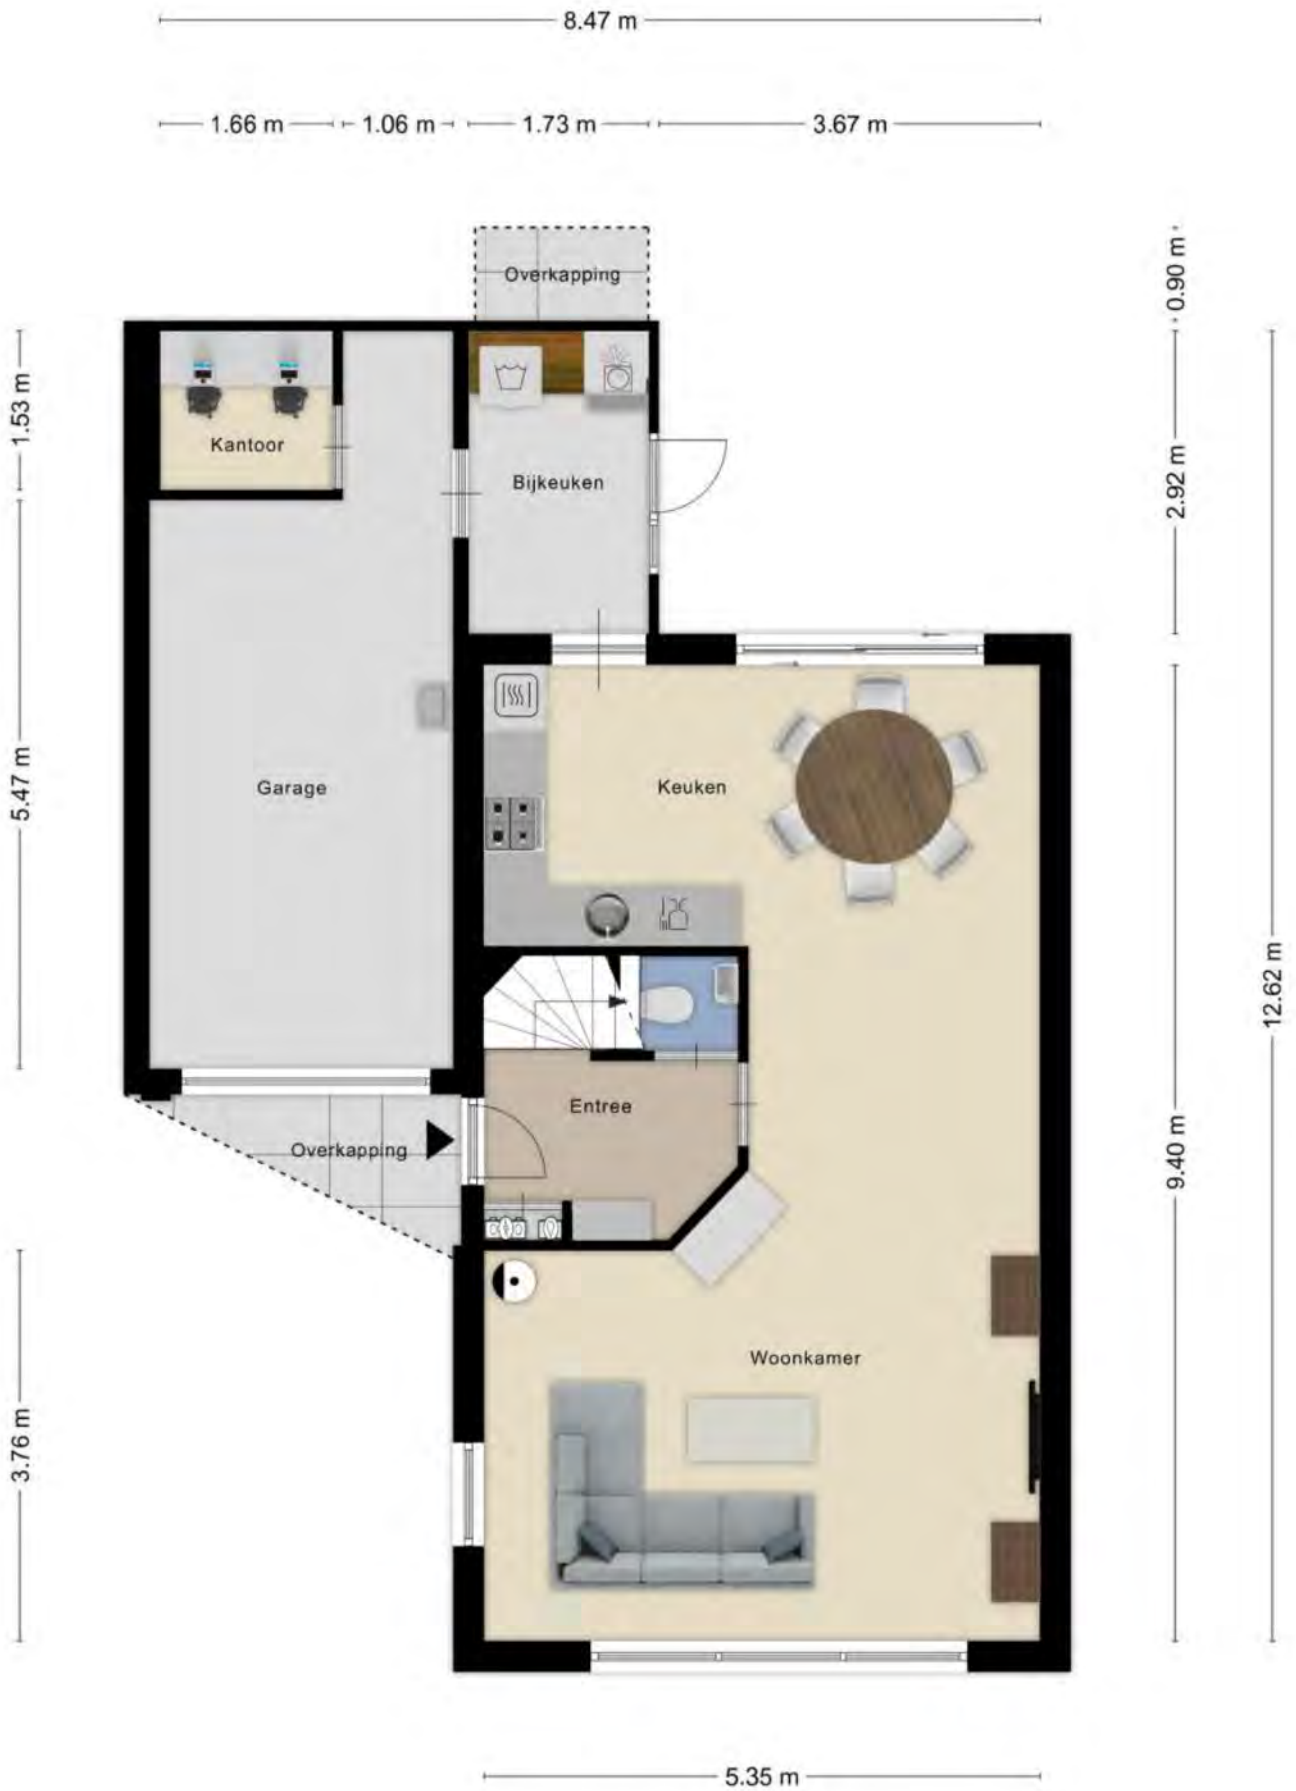 8.47 m
1.66 m
1.06 m
1.73 m
3.67 m
Overkapping
0.90 m
1.53 m
Kantoor
Bijkeuken
2.92 m
5.47 m
Garage
Keuken
12.62 m
Entree
Overkapping
9.40 m
Woonkamer
3.76 m
5.35 m